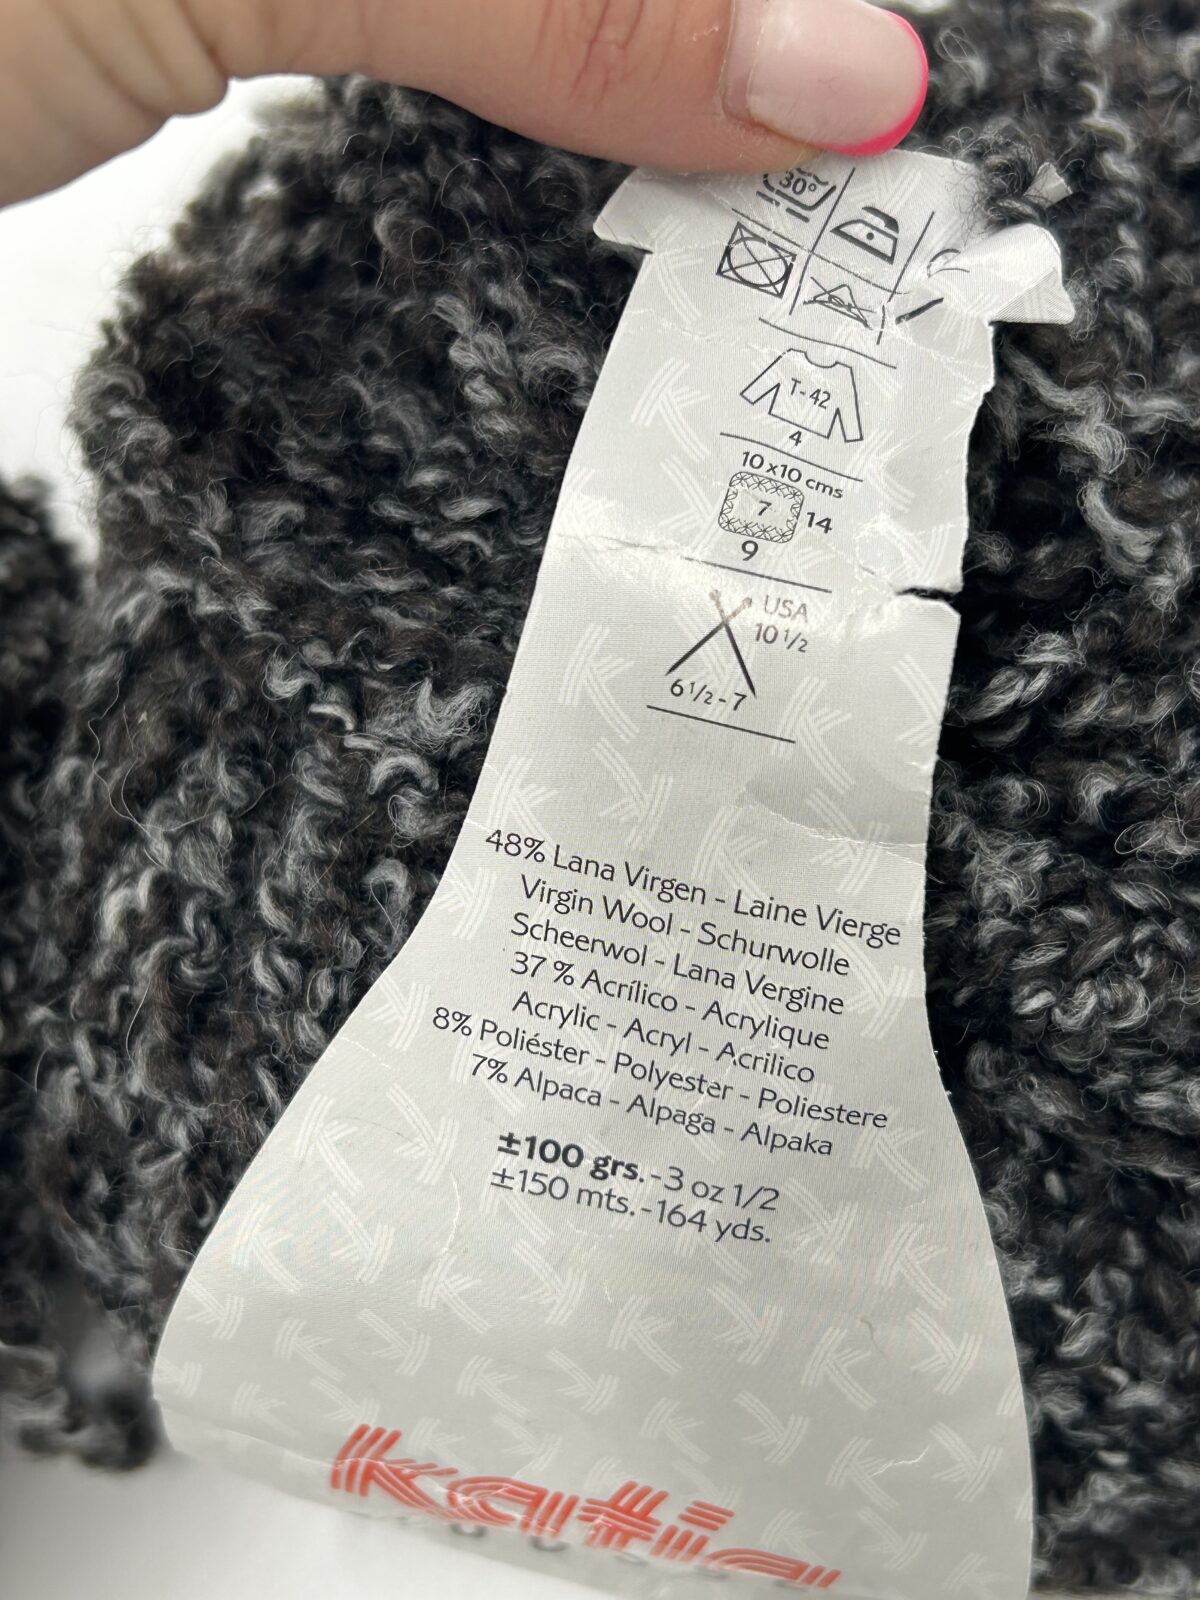 30°
T-42
4
10x10 cms
7 14
9
USA
10 1/2
6 1/2 - 7
48% Lana Virgen - Laine Vierge
Virgin Wool - Schurwolle
Scheerwol - Lana Vergine
37 % Acrílico - Acrylique
Acrylic - Acryl - Acrilico
8% Poliéster - Polyester - Poliestere
7% Alpaca - Alpaga - Alpaka
±100 grs. - 3 oz 1/2
±150 mts. - 164 yds.
katia